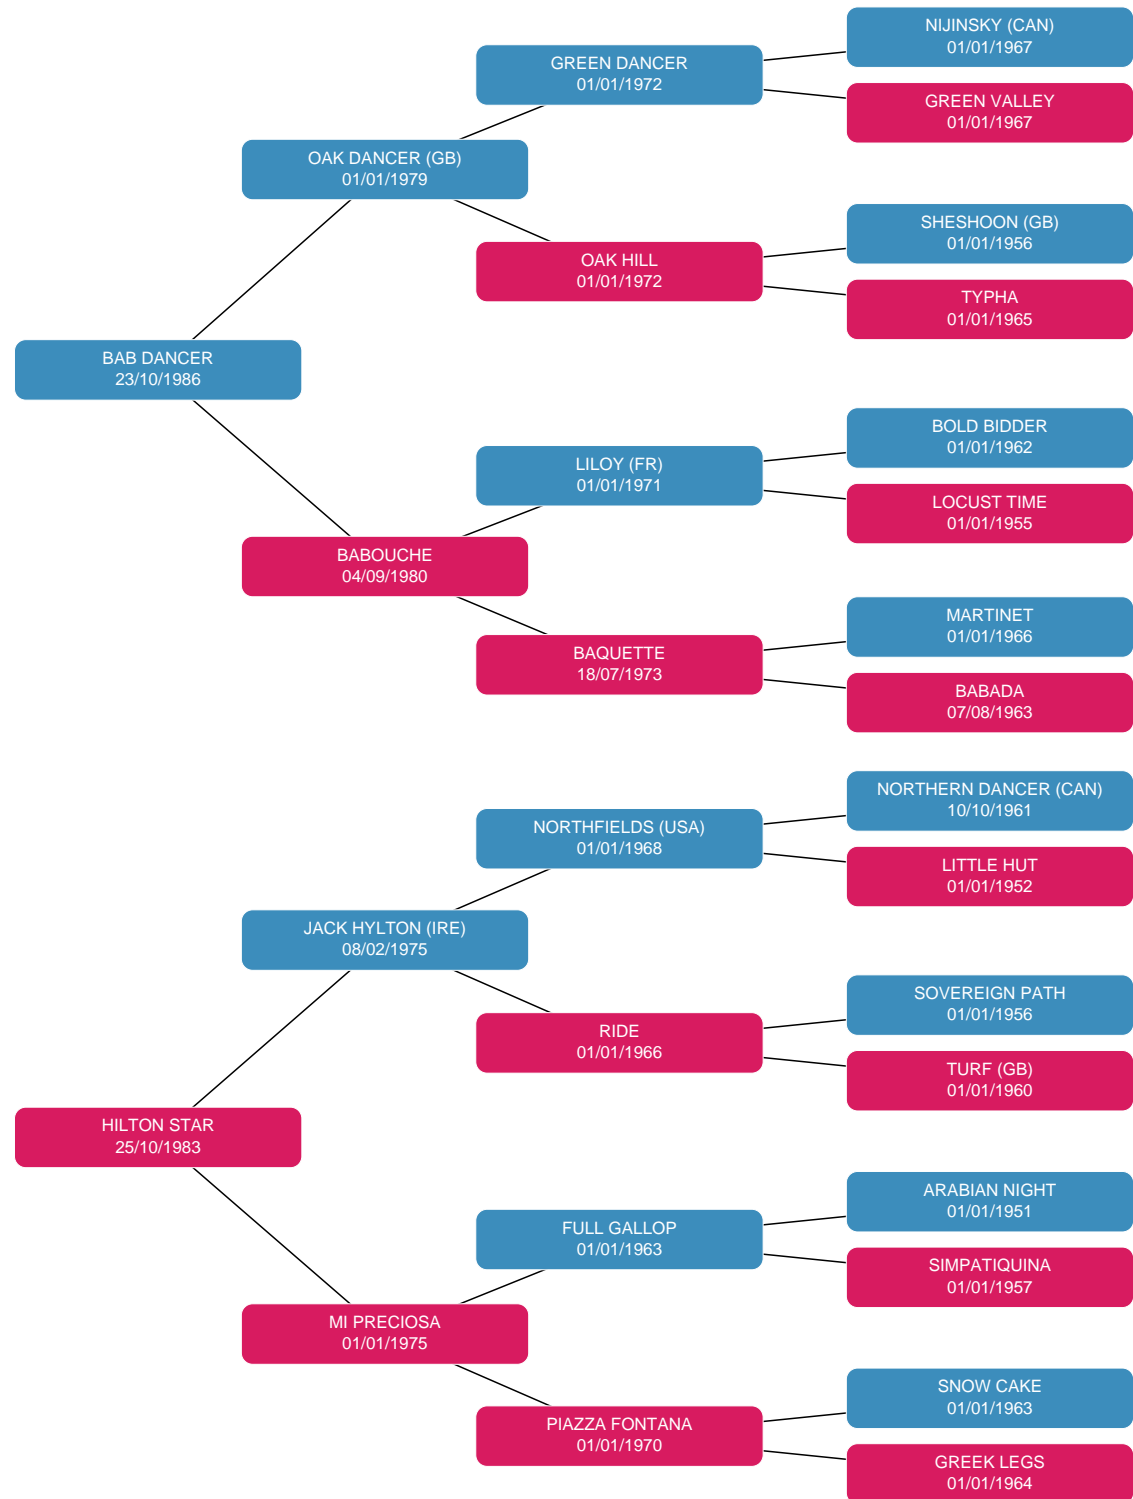 NIJINSKY (CAN)
01/01/1967
GREEN DANCER
01/01/1972
GREEN VALLEY
01/01/1967
OAK DANCER (GB)
01/01/1979
SHESHOON (GB)
01/01/1956
OAK HILL
01/01/1972
TYPHA
01/01/1965
BAB DANCER
23/10/1986
BOLD BIDDER
01/01/1962
LILOY (FR)
01/01/1971
LOCUST TIME
01/01/1955
BABOUCHE
04/09/1980
MARTINET
01/01/1966
BAQUETTE
18/07/1973
BABADA
07/08/1963
NORTHERN DANCER (CAN)
10/10/1961
NORTHFIELDS (USA)
01/01/1968
LITTLE HUT
01/01/1952
JACK HYLTON (IRE)
08/02/1975
SOVEREIGN PATH
01/01/1956
RIDE
01/01/1966
TURF (GB)
01/01/1960
HILTON STAR
25/10/1983
ARABIAN NIGHT
01/01/1951
FULL GALLOP
01/01/1963
SIMPATIQUINA
01/01/1957
MI PRECIOSA
01/01/1975
SNOW CAKE
01/01/1963
PIAZZA FONTANA
01/01/1970
GREEK LEGS
01/01/1964